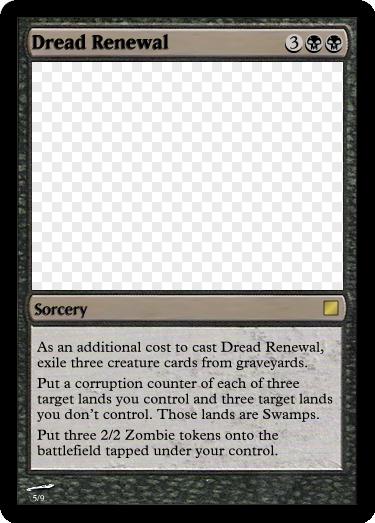 Dread Renewal 3
Sorcery
As an additional cost to cast Dread Renewal,
exile three creature cards from graveyards.
Put a corruption counter of each of three
target lands you control and three target lands
you don't control. Those lands are Swamps.
Put three 2/2 Zombie tokens onto the
battlefield tapped under your control.
5/9